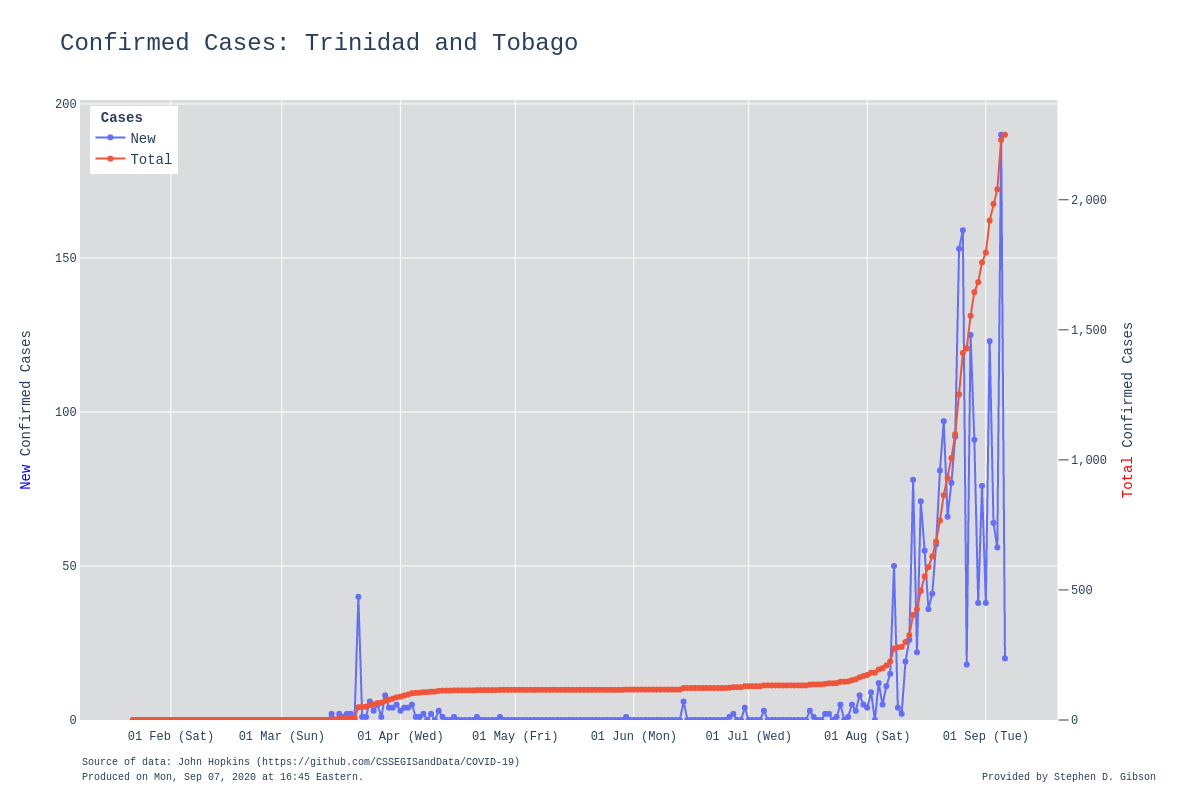 Confirmed Cases: Trinidad and Tobago
Cases
New
Total
200
150
100
50
0
New Confirmed Cases
2,000
1,500
1,000
500
0
Total Confirmed Cases
01 Feb (Sat) 01 Mar (Sun) 01 Apr (Wed) 01 May (Fri) 01 Jun (Mon) 01 Jul (Wed) 01 Aug (Sat) 01 Sep (Tue)
Source of data: John Hopkins (https://github.com/CSSEGISandData/COVID-19)
Produced on Mon, Sep 07, 2020 at 16:45 Eastern.
Provided by Stephen D. Gibson